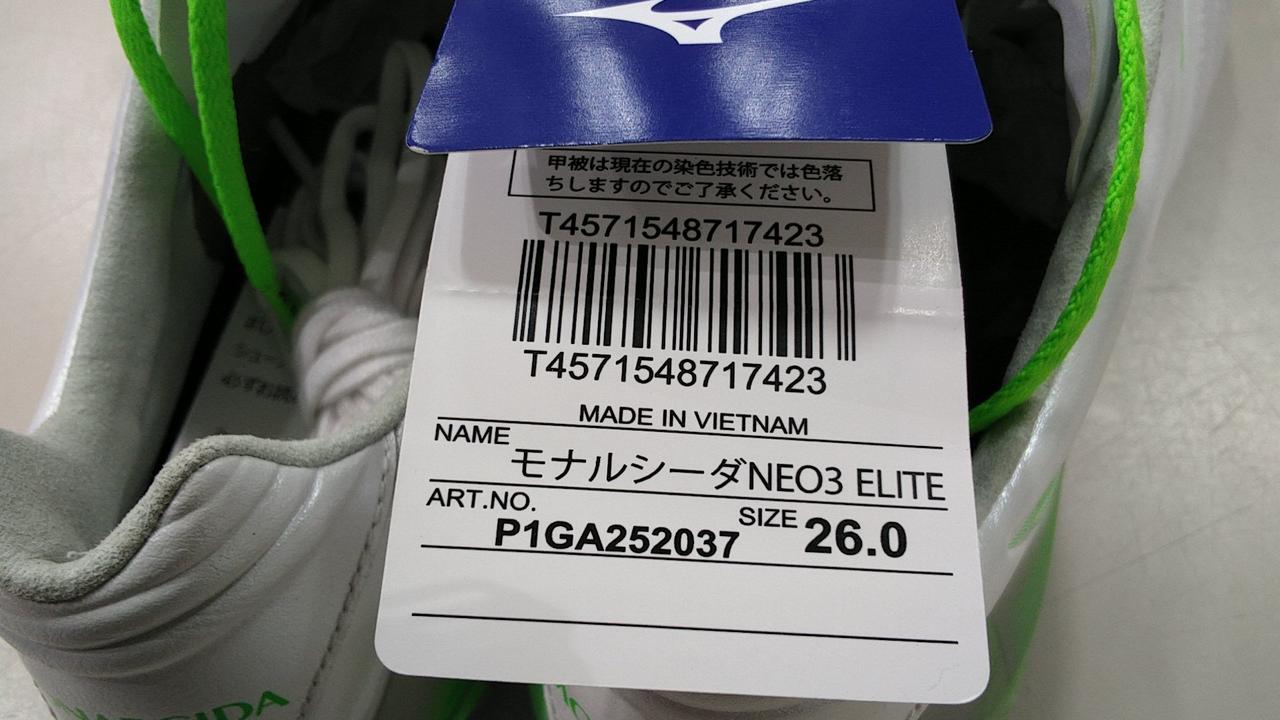 甲被は現在の染色技術では色落
ちしますのでご了承ください。
T4571548717423
T4571548717423
MADE IN VIETNAM
NAME
モナルシーダNEO3 ELITE
ART.NO.
P1GA252037
SIZE
26.0